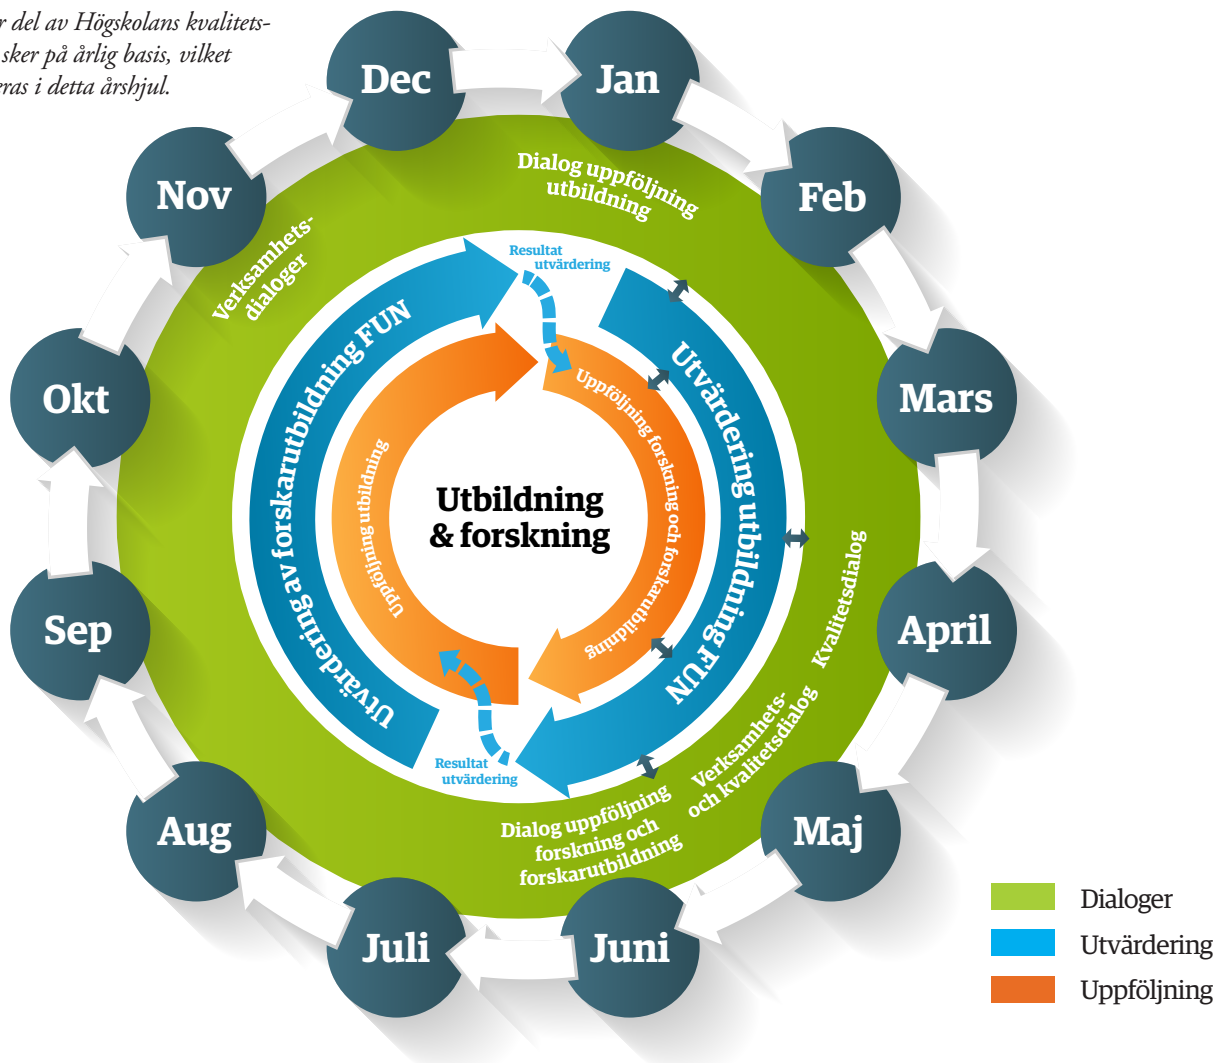 r del av Högskolans kvalitets-
sker på årlig basis, vilket
eras i detta årshjul.
Dec
Jan
Feb
Mars
April
Maj
Juni
Juli
Aug
Sep
Okt
Nov
Dialog uppföljning
utbildning
Verksamhets-
dialoger
Kvalitetsdialog
Verksamhets-
och kvalitetsdialog
Dialog uppföljning
forskning och
forskarutbildning
Resultat
utvärdering
Utvärdering utbildning FUN
Utvärdering av forskarutbildning FUN
Resultat
utvärdering
Uppföljning forskning och forskarutbildning
Uppföljning utbildning
Utbildning
& forskning
Dialoger
Utvärdering
Uppföljning